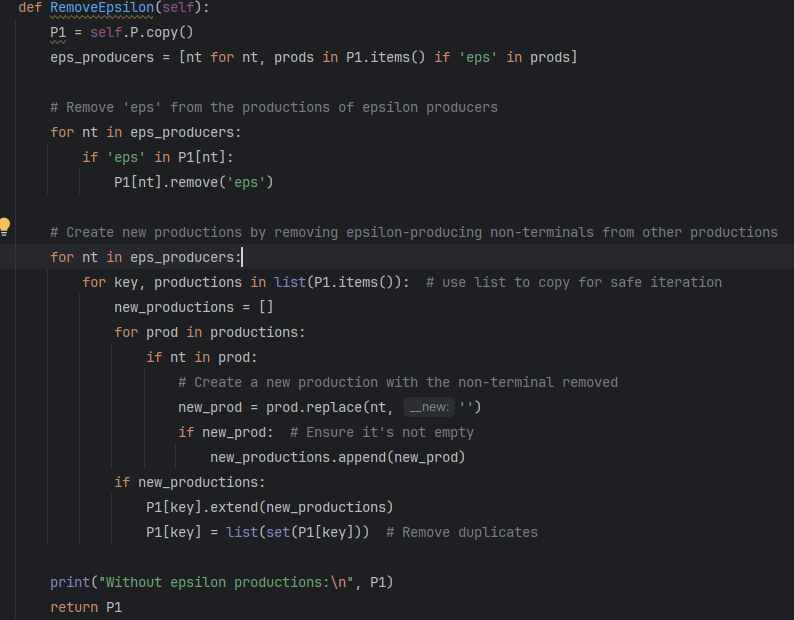 def RemoveEpsilon(self):
    P1 = self.P.copy()
    eps_producers = [nt for nt, prods in P1.items() if 'eps' in prods]

    # Remove 'eps' from the productions of epsilon producers
    for nt in eps_producers:
        if 'eps' in P1[nt]:
            P1[nt].remove('eps')

    # Create new productions by removing epsilon-producing non-terminals from other productions
    for nt in eps_producers:
        for key, productions in list(P1.items()):  # use list to copy for safe iteration
            new_productions = []
            for prod in productions:
                if nt in prod:
                    # Create a new production with the non-terminal removed
                    new_prod = prod.replace(nt, __new: '')
                    if new_prod:  # Ensure it's not empty
                        new_productions.append(new_prod)
            if new_productions:
                P1[key].extend(new_productions)
                P1[key] = list(set(P1[key]))  # Remove duplicates

    print("Without epsilon productions:\n", P1)
    return P1